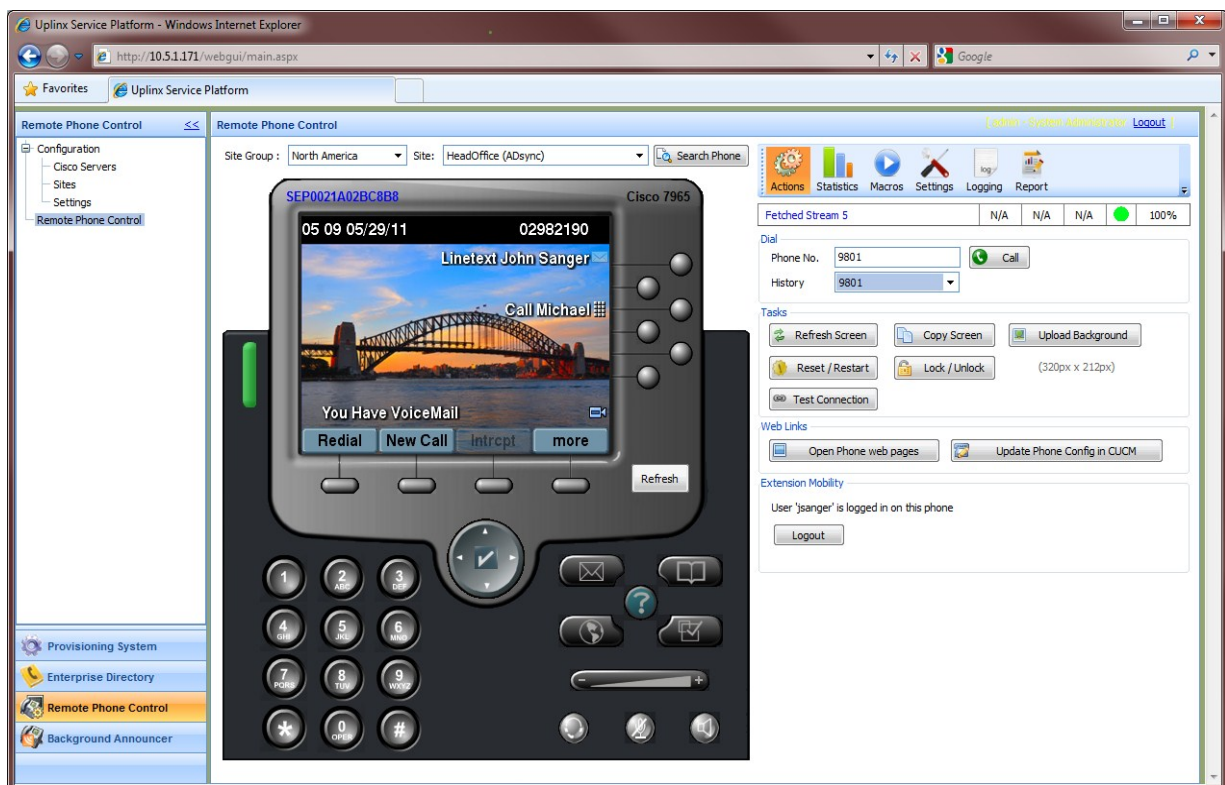 Uplinx Service Platform - Windows Internet Explorer
http://10.5.1.171/webgui/main.aspx
Google
Favorites
Uplinx Service Platform
Remote Phone Control <<
Configuration
Cisco Servers
Sites
Settings
Remote Phone Control
Provisioning System
Enterprise Directory
Remote Phone Control
Background Announcer
Remote Phone Control
[ admin - System Administrator Logout ]
Site Group : North America Site: HeadOffice (ADsync) Search Phone
SEP0021A02BC8B8 Cisco 7965
05 09 05/29/11 02982190
Linetext John Sanger
Call Michael
You Have VoiceMail
Redial New Call Intrcpt more
Refresh
1 2 ABC 3 DEF
4 GHI 5 JKL 6 MNO
7 PQRS 8 TUV 9 WXYZ
* 0 OPER #
?
- +
Actions Statistics Macros Settings Logging Report
log
Fetched Stream 5 N/A N/A N/A 100%
Dial
Phone No. 9801 Call
History 9801
Tasks
Refresh Screen Copy Screen Upload Background
Reset / Restart Lock / Unlock (320px x 212px)
Test Connection
Web Links
Open Phone web pages Update Phone Config in CUCM
Extension Mobility
User 'jsanger' is logged in on this phone
Logout